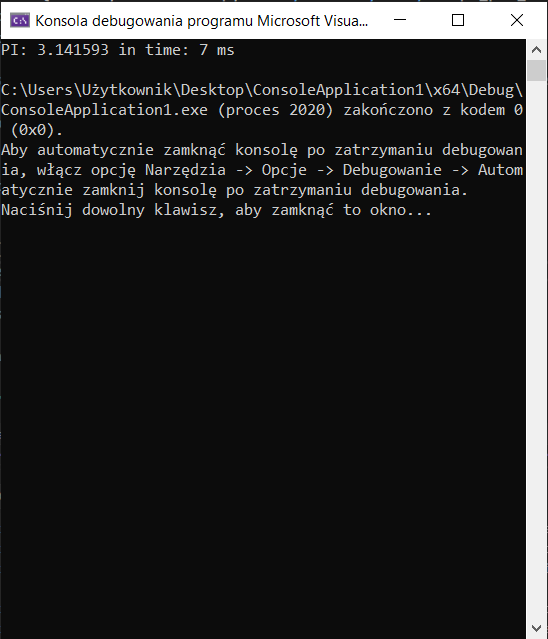 Konsola debugowania programu Microsoft Visua...
PI: 3.141593 in time: 7 ms
C:\Users\Użytkownik\Desktop\ConsoleApplication1\x64\Debug\
ConsoleApplication1.exe (proces 2020) zakończono z kodem 0
 (0x0).
Aby automatycznie zamknąć konsolę po zatrzymaniu debugowan
ia, włącz opcję Narzędzia -> Opcje -> Debugowanie -> Autom
atycznie zamknij konsolę po zatrzymaniu debugowania.
Naciśnij dowolny klawisz, aby zamknąć to okno...